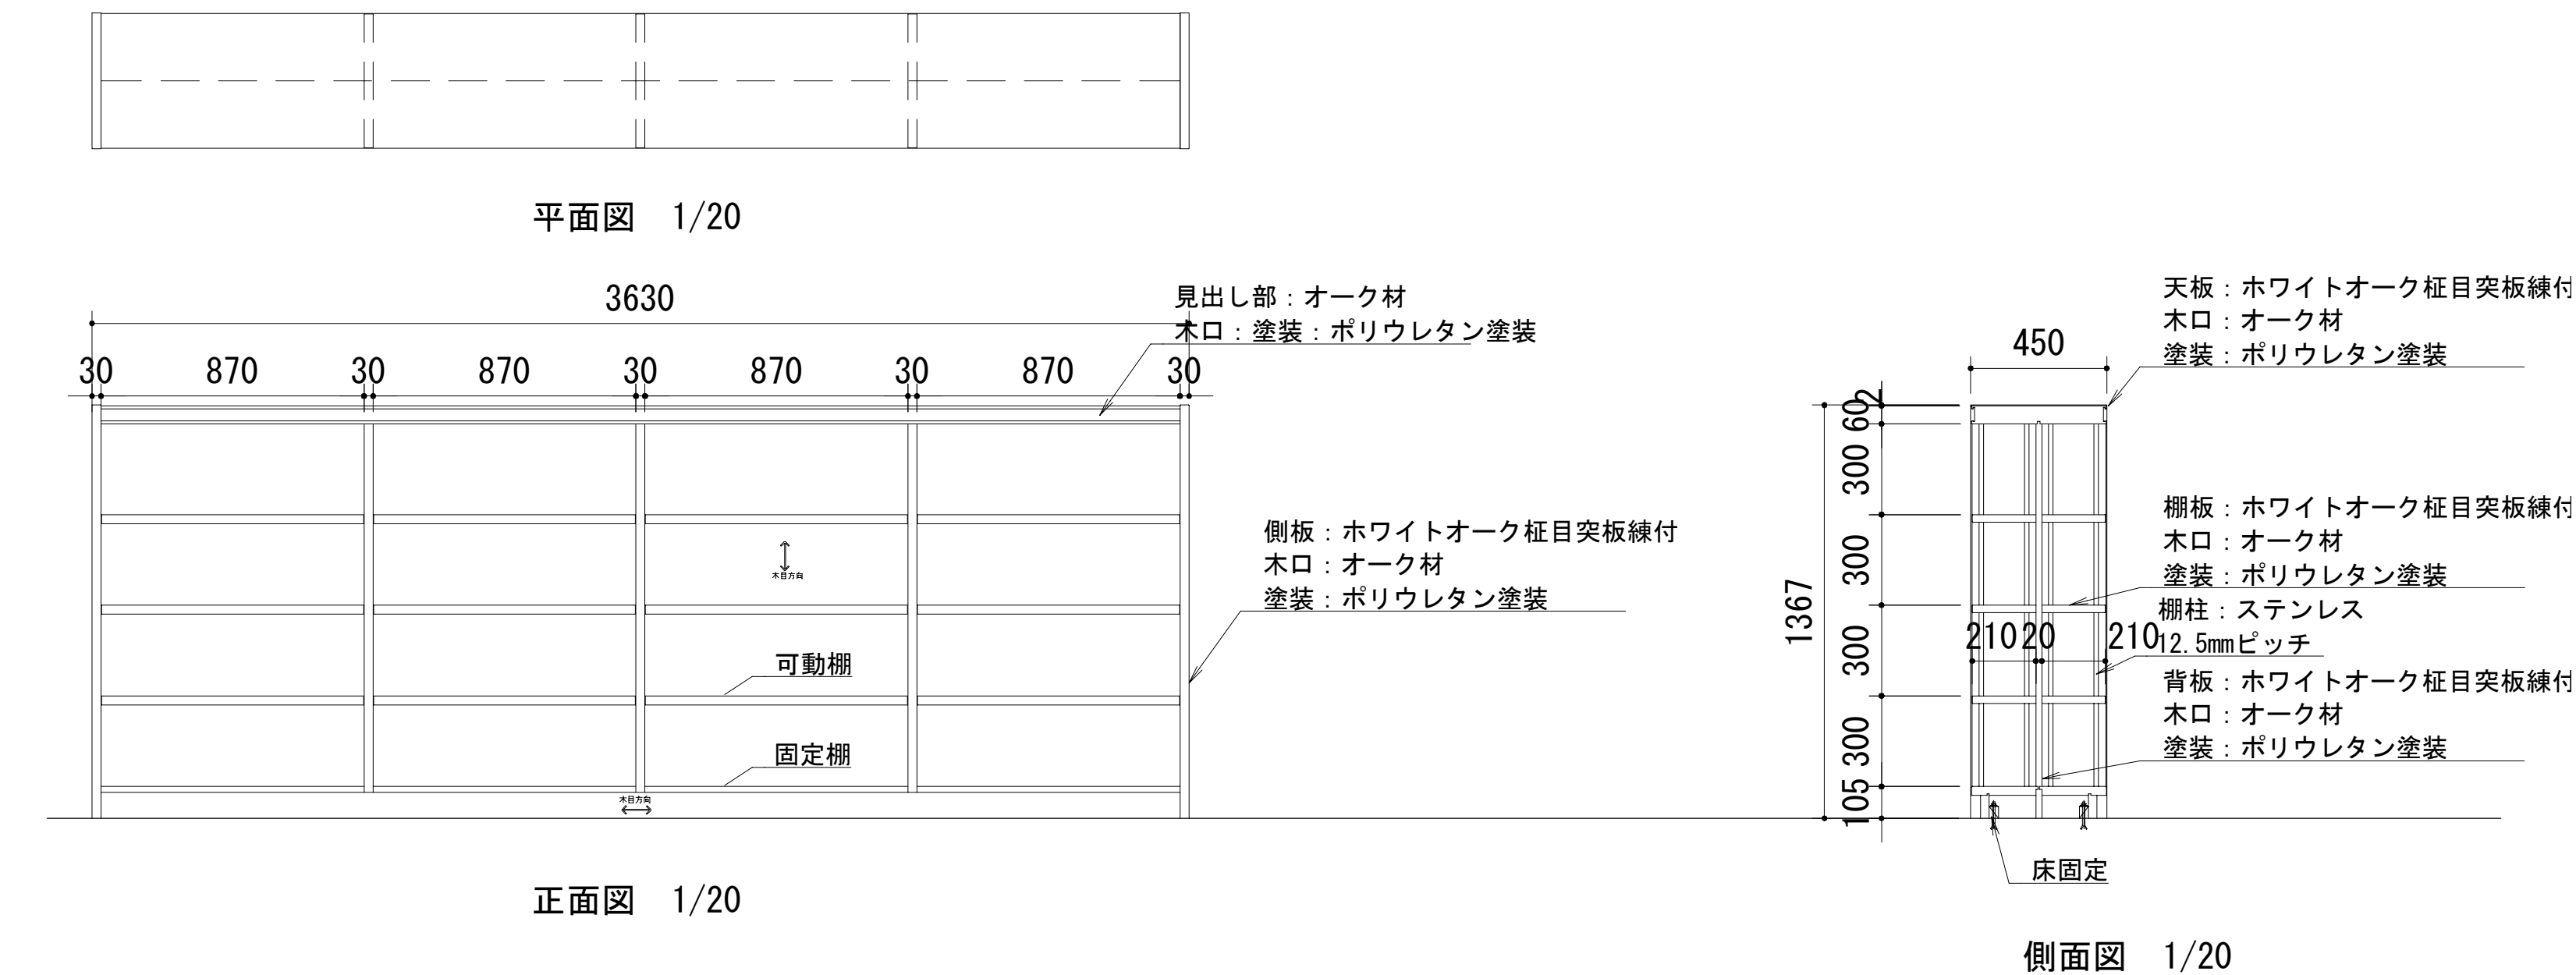 平面図 1/20
3630
30 870 30 870 30 870 30 870 30
見出し部：オーク材
木口：塗装：ポリウレタン塗装
側板：ホワイトオーク柾目突板練付
木口：オーク材
塗装：ポリウレタン塗装
木目方向
可動棚
固定棚
木目方向
正面図 1/20
450
天板：ホワイトオーク柾目突板練付
木口：オーク材
塗装：ポリウレタン塗装
2
60
300
300
300
300
105
1367
棚板：ホワイトオーク柾目突板練付
木口：オーク材
塗装：ポリウレタン塗装
棚柱：ステンレス
12.5mmピッチ
210 20 210
背板：ホワイトオーク柾目突板練付
木口：オーク材
塗装：ポリウレタン塗装
床固定
側面図 1/20